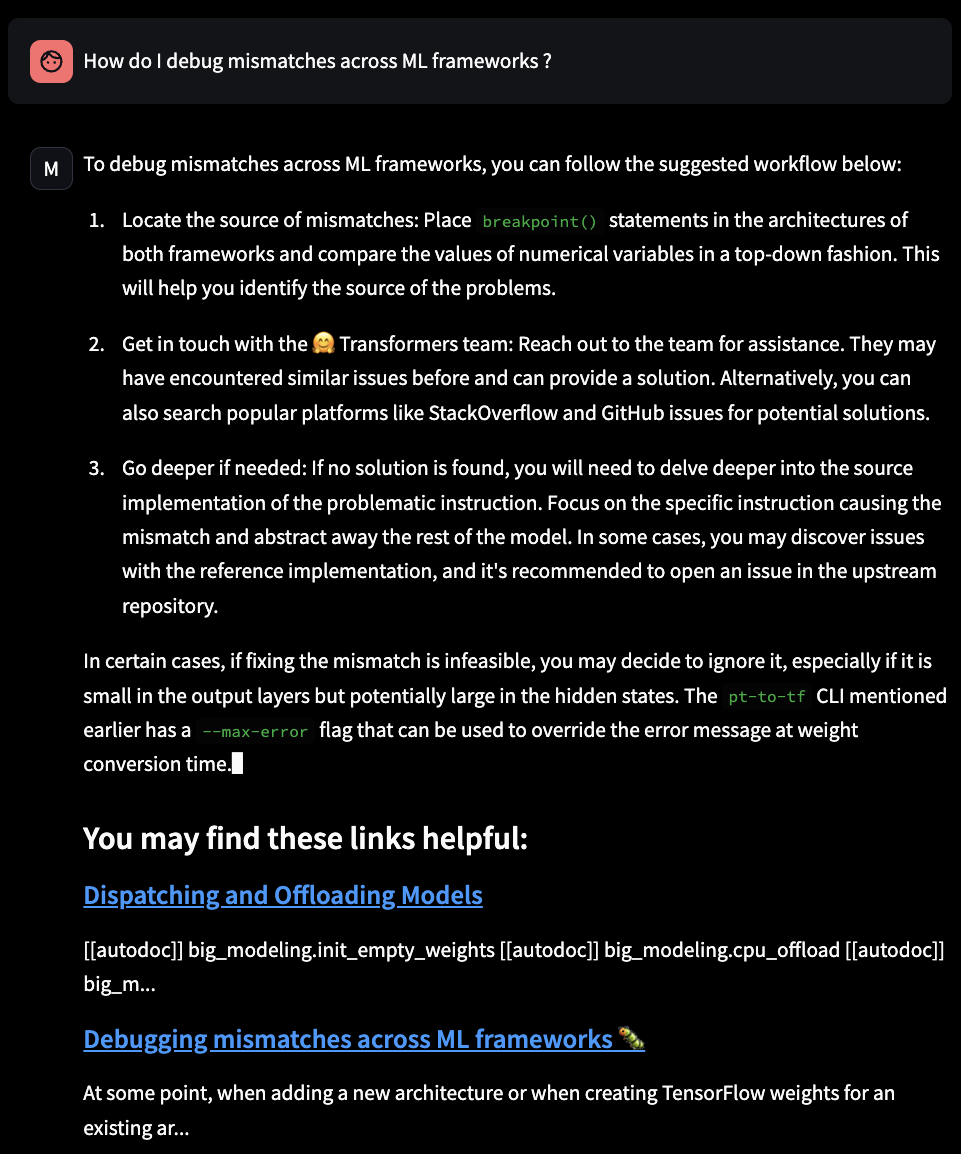 How do I debug mismatches across ML frameworks ?
M
To debug mismatches across ML frameworks, you can follow the suggested workflow below:
1. Locate the source of mismatches: Place breakpoint() statements in the architectures of
both frameworks and compare the values of numerical variables in a top-down fashion. This
will help you identify the source of the problems.
2. Get in touch with the 🤗 Transformers team: Reach out to the team for assistance. They may
have encountered similar issues before and can provide a solution. Alternatively, you can
also search popular platforms like StackOverflow and GitHub issues for potential solutions.
3. Go deeper if needed: If no solution is found, you will need to delve deeper into the source
implementation of the problematic instruction. Focus on the specific instruction causing the
mismatch and abstract away the rest of the model. In some cases, you may discover issues
with the reference implementation, and it's recommended to open an issue in the upstream
repository.
In certain cases, if fixing the mismatch is infeasible, you may decide to ignore it, especially if it is
small in the output layers but potentially large in the hidden states. The pt-to-tf CLI mentioned
earlier has a --max-error flag that can be used to override the error message at weight
conversion time.
You may find these links helpful:
Dispatching and Offloading Models
[[autodoc]] big_modeling.init_empty_weights [[autodoc]] big_modeling.cpu_offload [[autodoc]]
big_m...
Debugging mismatches across ML frameworks 🐛
At some point, when adding a new architecture or when creating TensorFlow weights for an
existing ar...